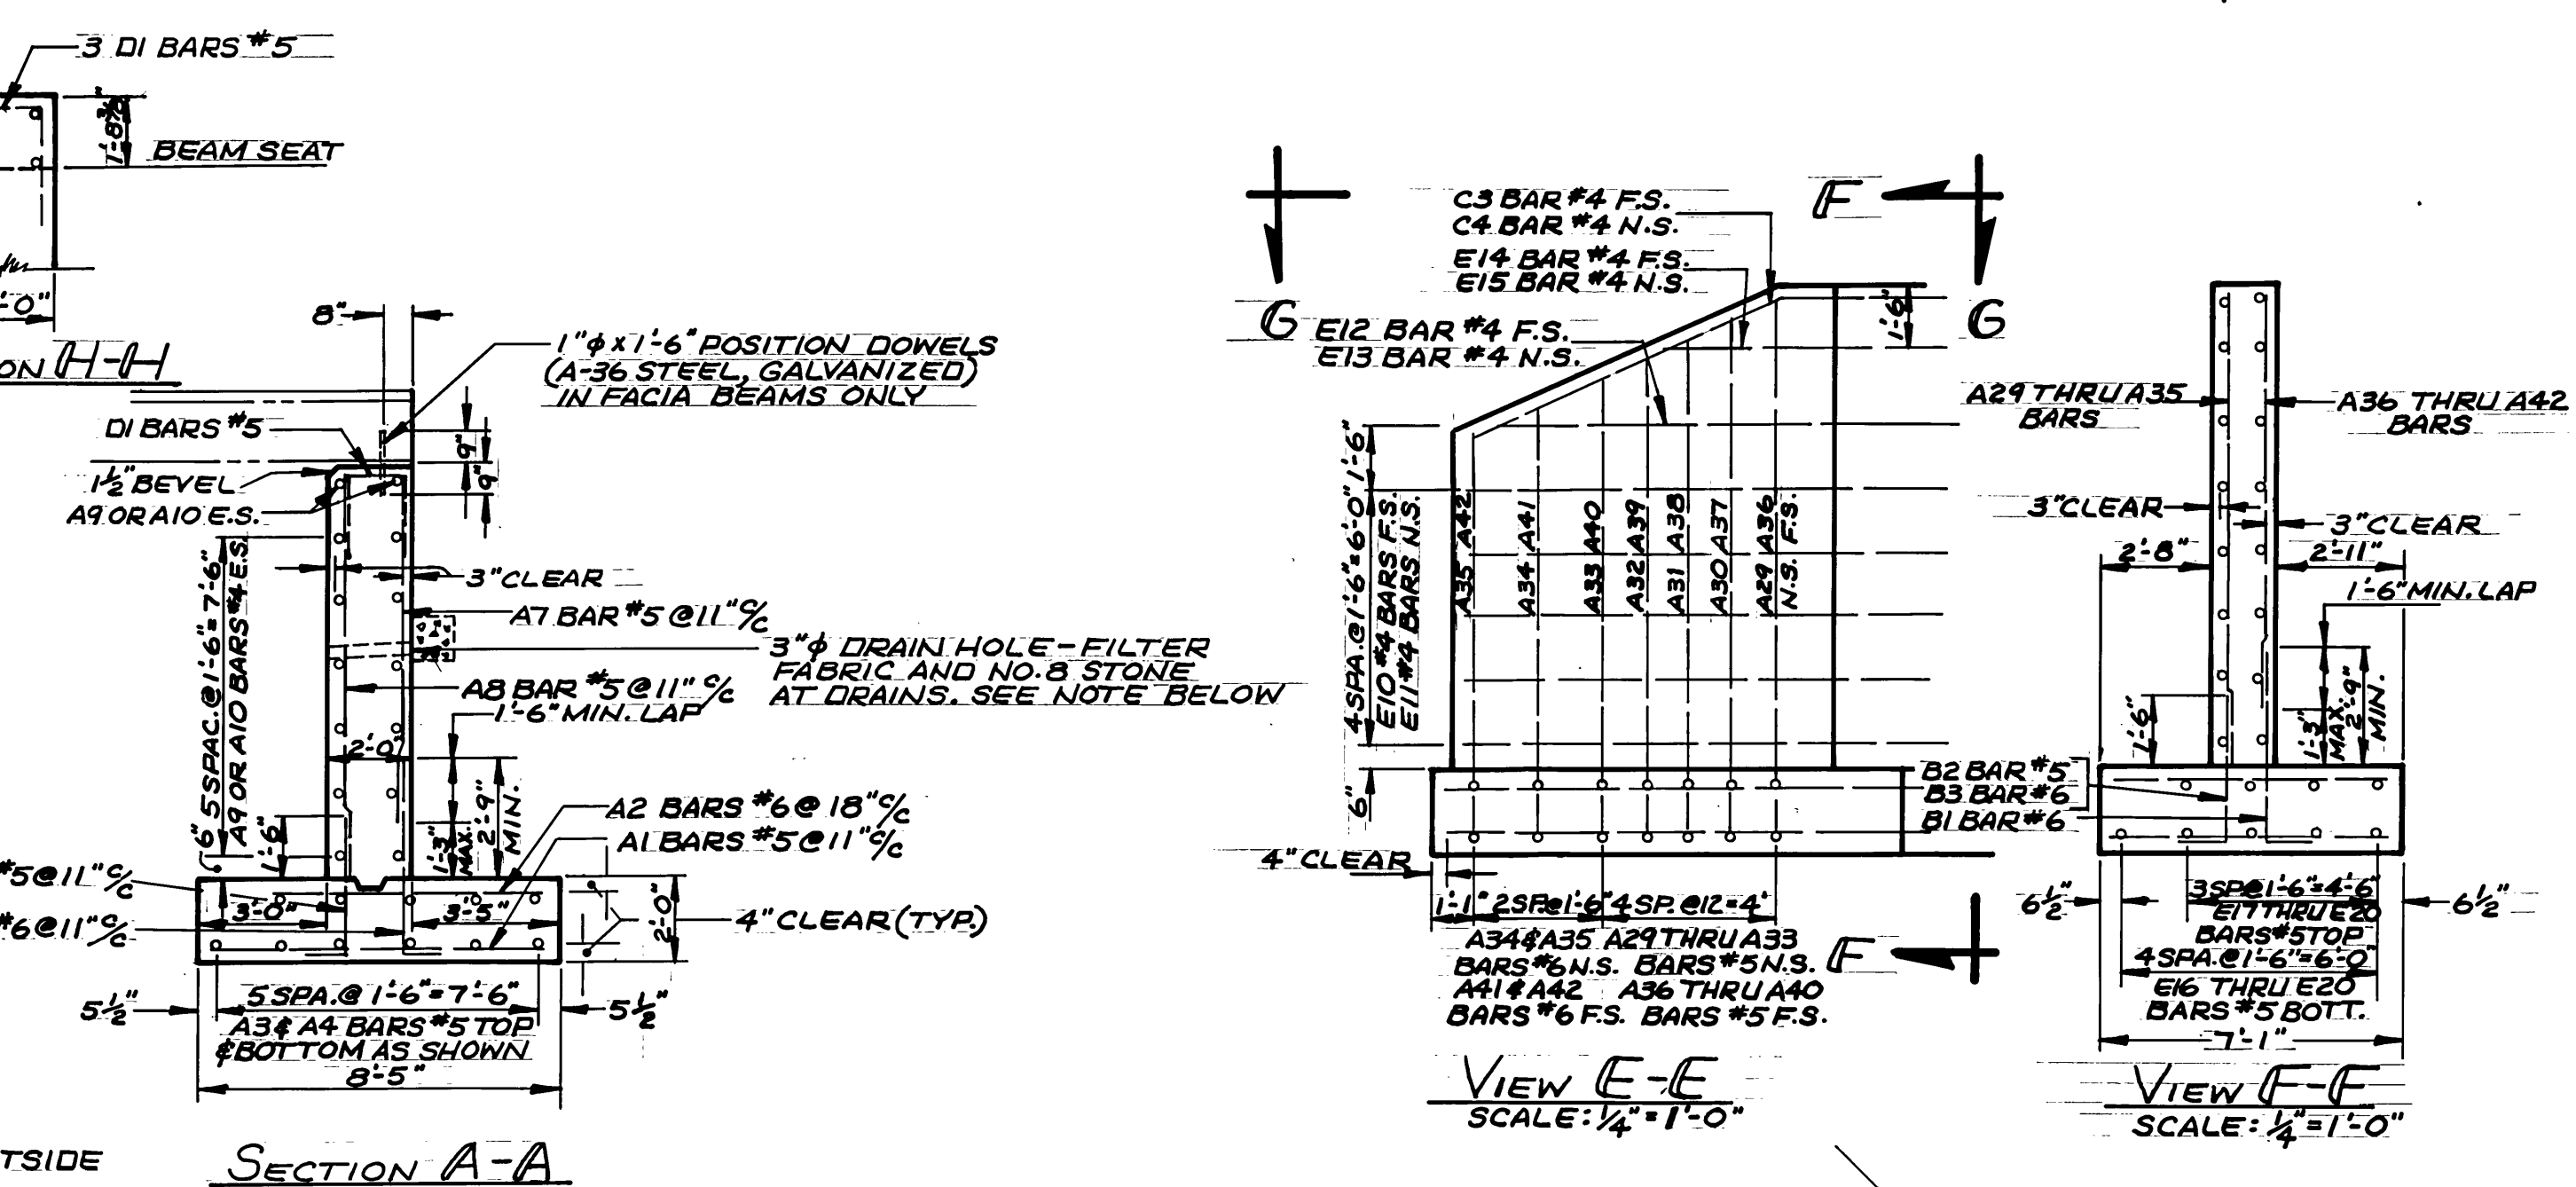 3 D1 BARS #5
1'-8⅞"
BEAM SEAT
'-0"
ON H-H
8"
1"φ x 1'-6" POSITION DOWELS
(A-36 STEEL, GALVANIZED)
IN FACIA BEAMS ONLY
D1 BARS #5
1½" BEVEL
A9 OR A10 E.S.
9"
9"
3" CLEAR
A7 BAR #5 @ 11" C/C
3"φ DRAIN HOLE-FILTER
FABRIC AND NO. 8 STONE
AT DRAINS. SEE NOTE BELOW
A8 BAR #5 @ 11" C/C
1'-6" MIN. LAP
5 SPAC. @ 1'-6" = 7'-6"
A9 OR A10 BARS #4 E.S.
6"
1'-6"
2'-0"
1'-3"
MAX.
2'-9"
MIN.
A2 BARS #6 @ 18" C/C
A1 BARS #5 @ 11" C/C
#5 @ 11" C/C
#6 @ 11" C/C
3'-0"
3'-5"
2'-0"
4" CLEAR (TYP.)
5½"
5 SPA. @ 1'-6" = 7'-6"
5½"
A3 & A4 BARS #5 TOP
& BOTTOM AS SHOWN
8'-5"
TSIDE
SECTION A-A
G
C3 BAR #4 F.S.
C4 BAR #4 N.S.
E14 BAR #4 F.S.
E15 BAR #4 N.S.
E12 BAR #4 F.S.
E13 BAR #4 N.S.
F
G
1'-6"
1'-6"
4 SPA. @ 1'-6" = 6'-0"
E10 #4 BARS F.S.
E11 #4 BARS N.S.
A35 A42
A34 A41
A33 A40
A32 A39
A31 A38
A30 A37
A29 A36
N.S. F.S.
6"
4" CLEAR
1'-1"
2 SP. @ 1'-6"
4 SP. @ 12 = 4'
A34 & A35 A29 THRU A33
BARS #6 N.S. BARS #5 N.S.
A41 & A42 A36 THRU A40
BARS #6 F.S. BARS #5 F.S.
F
VIEW E-E
SCALE: ¼" = 1'-0"
A29 THRU A35
BARS
A36 THRU A42
BARS
3" CLEAR
3" CLEAR
2'-8"
2'-11"
1'-6" MIN. LAP
1'-6"
1'-3"
MAX.
2'-9"
MIN.
B2 BAR #5
B3 BAR #6
B1 BAR #6
6½"
3 SP @ 1'-6" = 4'-6"
6½"
E17 THRU E20
BARS #5 TOP
4 SPA. @ 1'-6" = 6'-0"
E16 THRU E20
BARS #5 BOTT.
7'-1"
VIEW F-F
SCALE: ¼" = 1'-0"